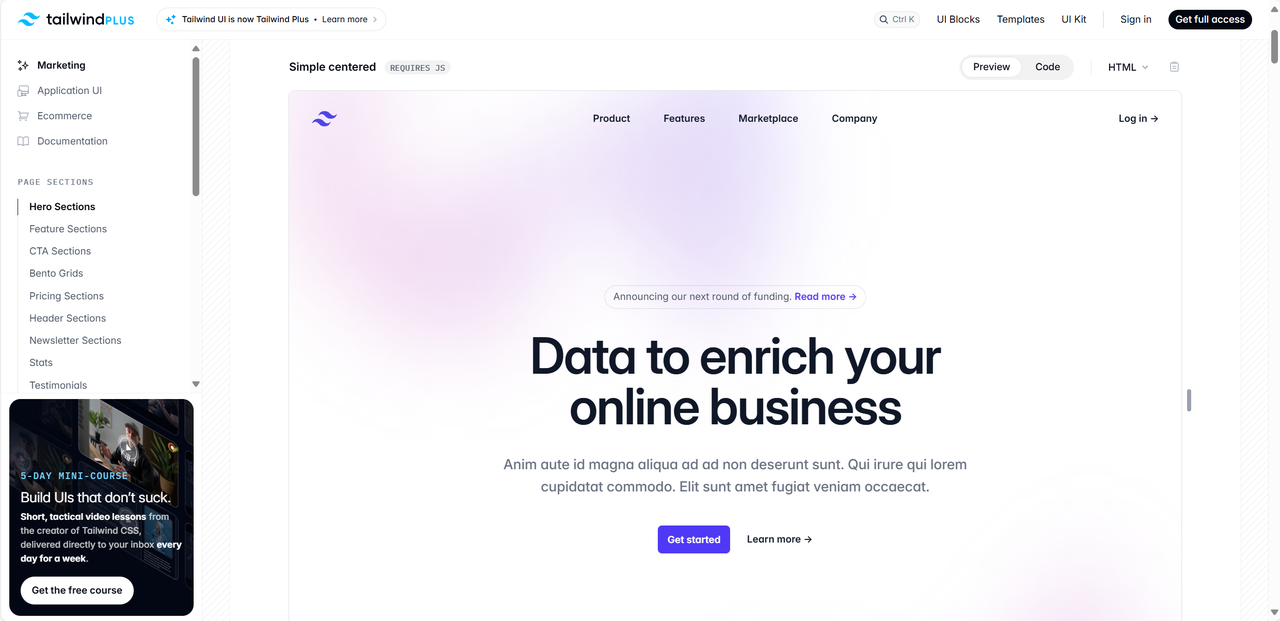 tailwindPLUS
Tailwind UI is now Tailwind Plus • Learn more
Ctrl K
UI Blocks
Templates
UI Kit
Sign in
Get full access
Marketing
Application UI
Ecommerce
Documentation
PAGE SECTIONS
Hero Sections
Feature Sections
CTA Sections
Bento Grids
Pricing Sections
Header Sections
Newsletter Sections
Stats
Testimonials
5-DAY MINI-COURSE
Build UIs that don't suck.
Short, tactical video lessons from
the creator of Tailwind CSS,
delivered directly to your inbox every
day for a week.
Get the free course
Simple centered
REQUIRES JS
Preview
Code
HTML
Product
Features
Marketplace
Company
Log in →
Announcing our next round of funding. Read more →
Data to enrich your
online business
Anim aute id magna aliqua ad ad non deserunt sunt. Qui irure qui lorem
cupidatat commodo. Elit sunt amet fugiat veniam occaecat.
Get started
Learn more →